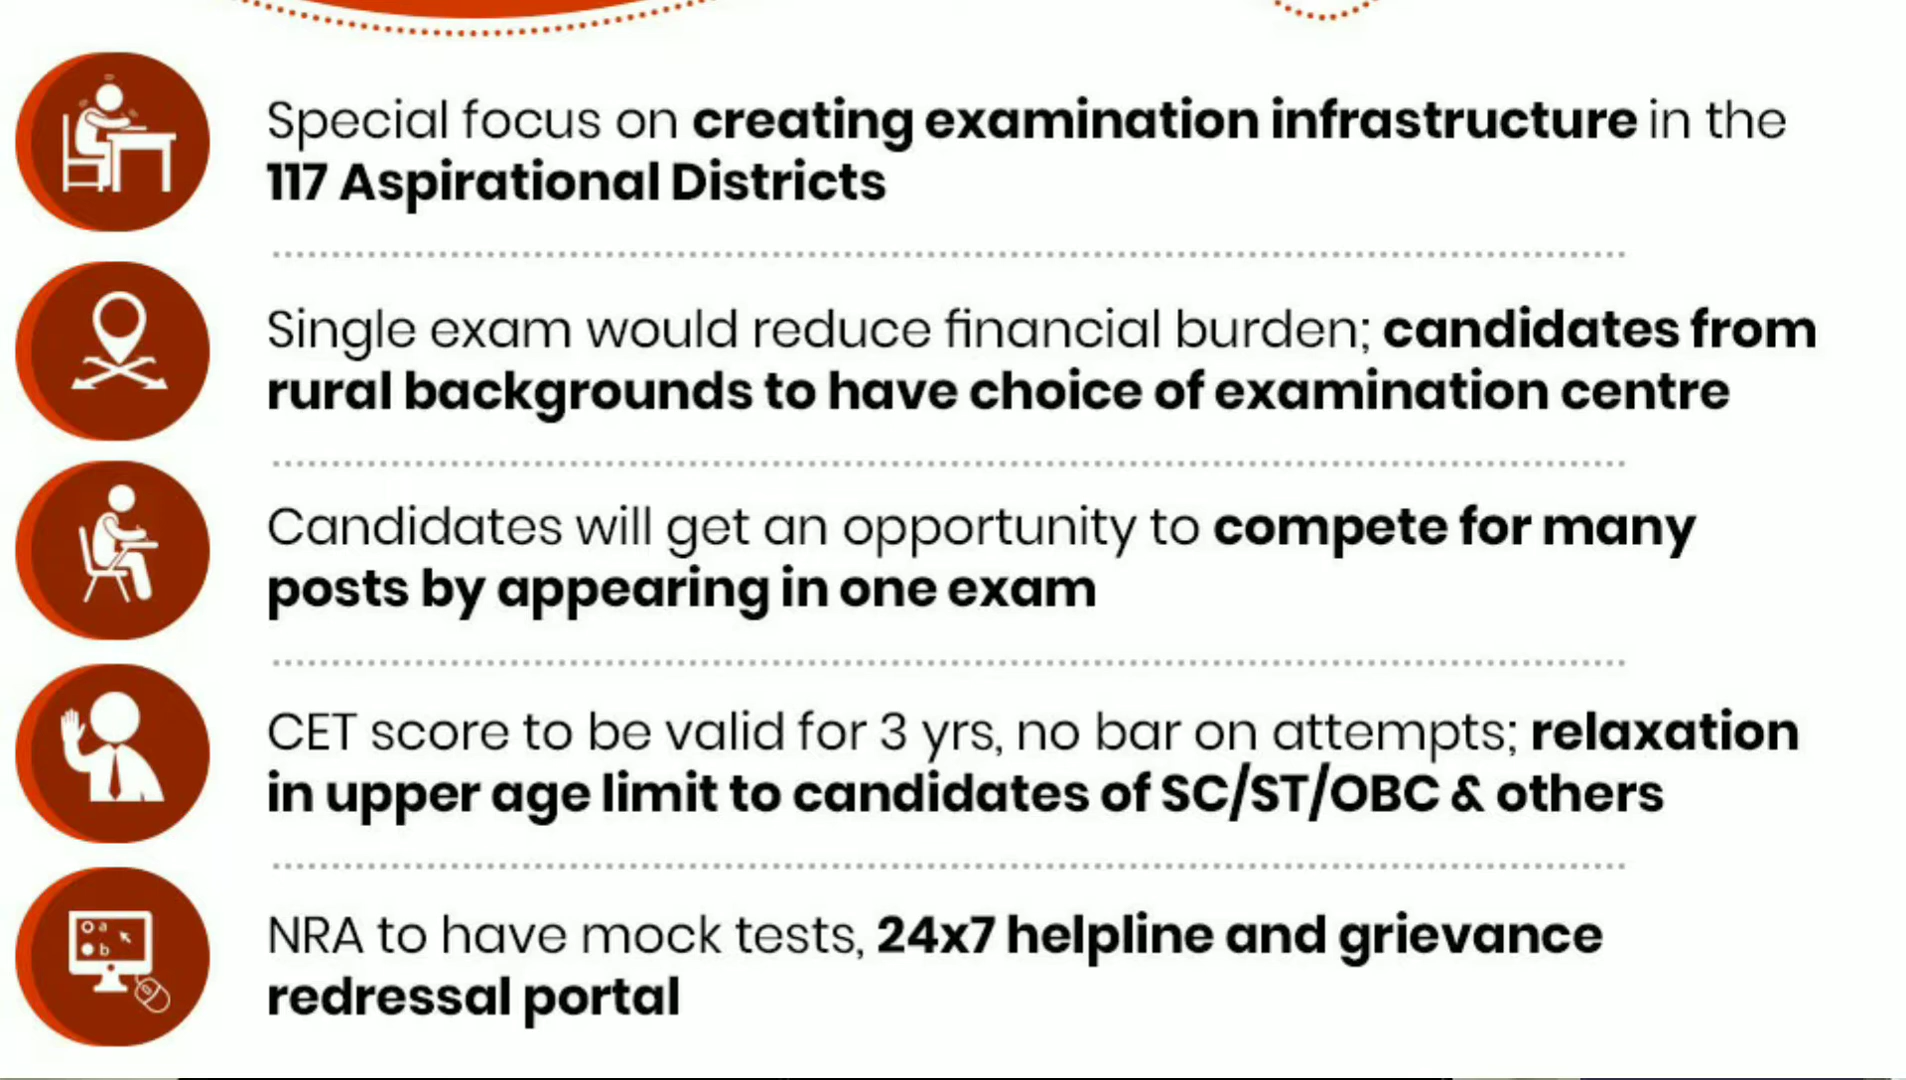 Special focus on creating examination infrastructure in the
117 Aspirational Districts
Single exam would reduce financial burden; candidates from
rural backgrounds to have choice of examination centre
Candidates will get an opportunity to compete for many
posts by appearing in one exam
CET score to be valid for 3 yrs, no bar on attempts; relaxation
in upper age limit to candidates of SC/ST/OBC & others
a
b
NRA to have mock tests, 24x7 helpline and grievance
redressal portal